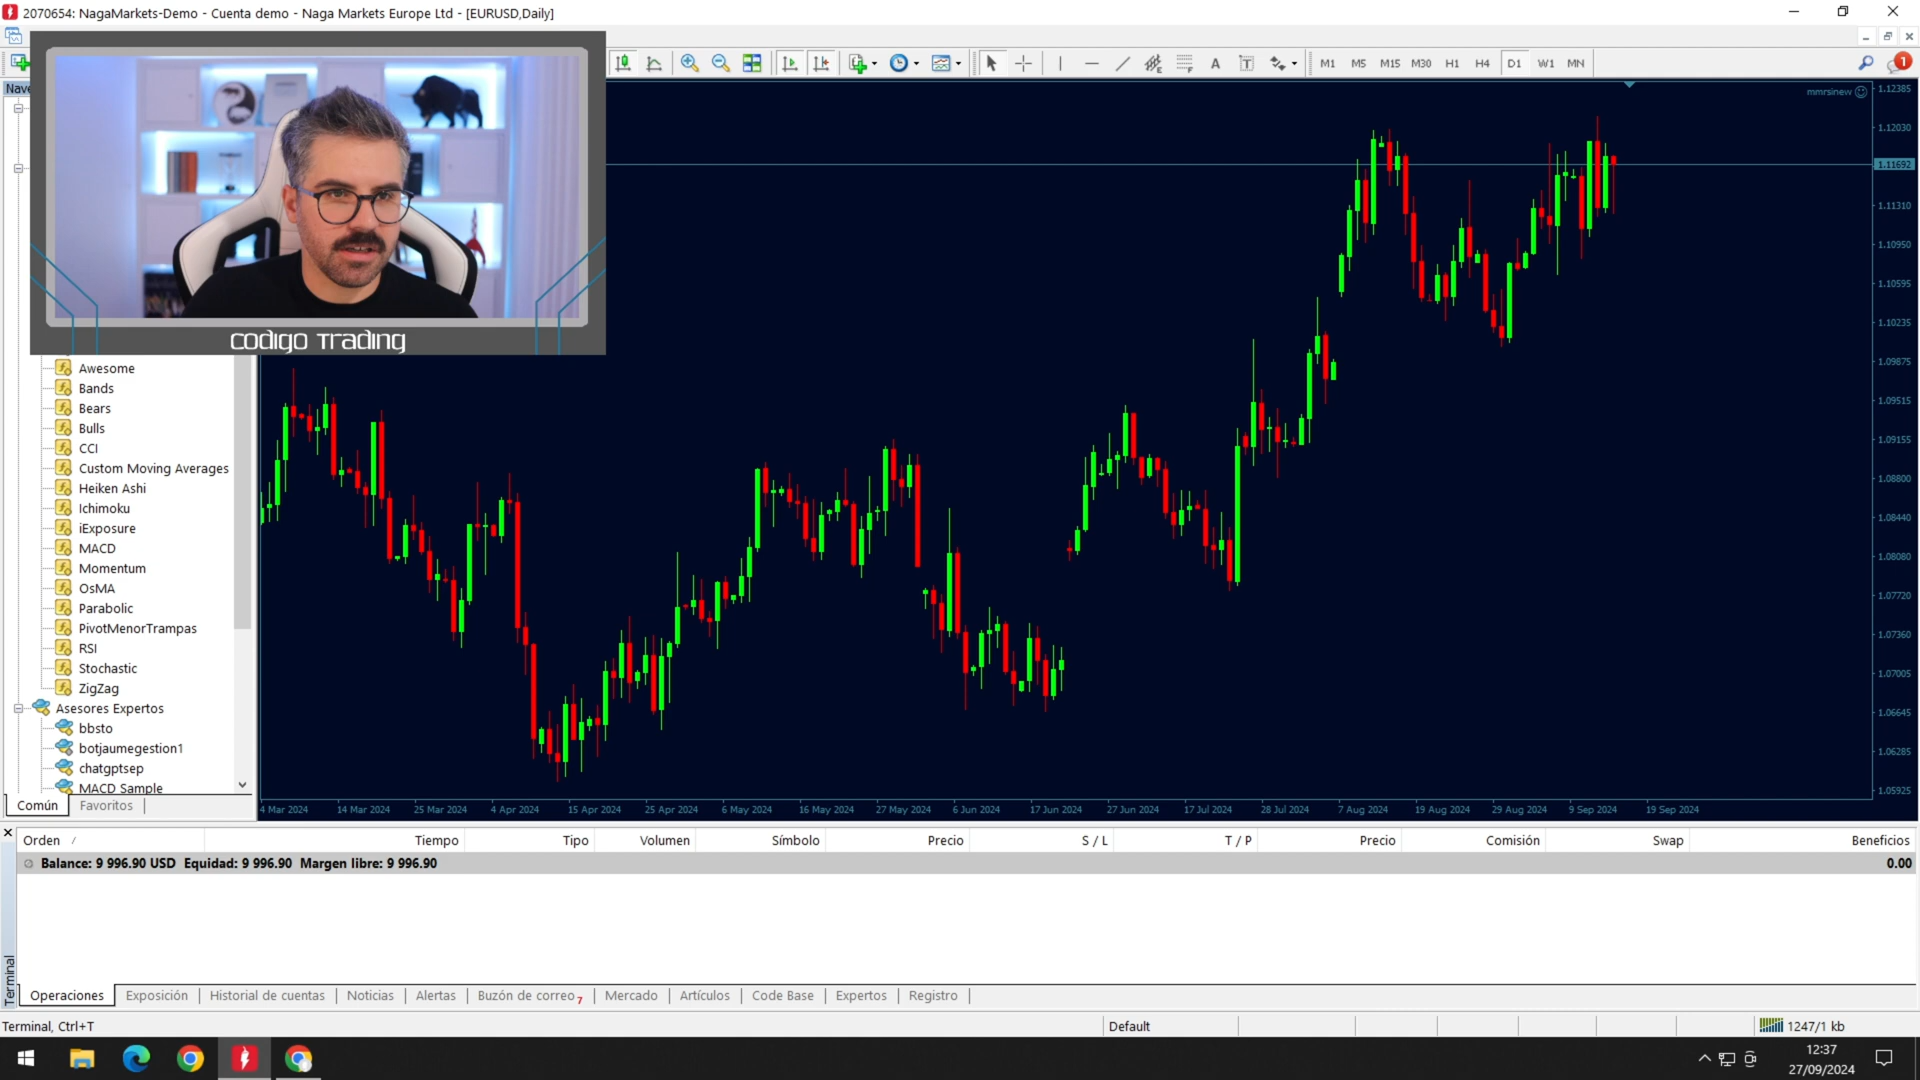 2070654: NagaMarkets-Demo - Cuenta demo - Naga Markets Europe Ltd - [EURUSD,Daily]
M1 M5 M15 M30 H1 H4 D1 W1 MN
1
A
T
Nave
CODIGO TRADING
mmrsinew
1.12385
1.12030
1.11692
1.11310
1.10950
1.10595
1.10235
1.09875
1.09515
1.09155
1.08800
1.08440
1.08080
1.07720
1.07360
1.07005
1.06645
1.06285
1.05925
Awesome
Bands
Bears
Bulls
CCI
Custom Moving Averages
Heiken Ashi
Ichimoku
iExposure
MACD
Momentum
OsMA
Parabolic
PivotMenorTrampas
RSI
Stochastic
ZigZag
Asesores Expertos
bbsto
botjaumegestion1
chatgptsep
MACD Sample
Común Favoritos
4 Mar 2024 14 Mar 2024 25 Mar 2024 4 Apr 2024 15 Apr 2024 25 Apr 2024 6 May 2024 16 May 2024 27 May 2024 6 Jun 2024 17 Jun 2024 27 Jun 2024 17 Jul 2024 28 Jul 2024 7 Aug 2024 19 Aug 2024 29 Aug 2024 9 Sep 2024 19 Sep 2024
Orden / Tiempo Tipo Volumen Símbolo Precio S / L T / P Precio Comisión Swap Beneficios
Balance: 9 996.90 USD Equidad: 9 996.90 Margen libre: 9 996.90 0.00
Terminal
Operaciones Exposición Historial de cuentas Noticias Alertas Buzón de correo 7 Mercado Artículos Code Base Expertos Registro
Terminal, Ctrl+T Default 1247/1 kb
12:37
27/09/2024